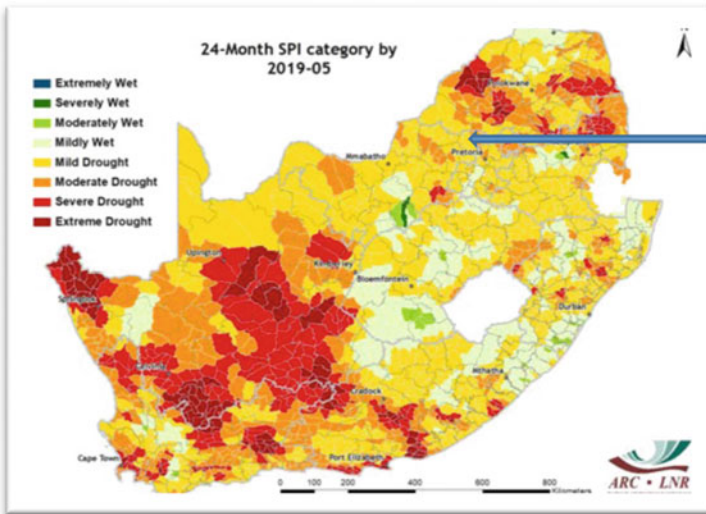 24-Month SPI category by
2019-05
Extremely Wet
Severely Wet
Moderately Wet
Mildly Wet
Mild Drought
Moderate Drought
Severe Drought
Extreme Drought
Polokwane
Mmabatho
Pretoria
Upington
Kimberley
Bloemfontein
Springbok
Durban
Mthatha
Cradock
Cape Town
Port Elizabeth
0 100 200 400 600 800
Kilometers
ARC • LNR